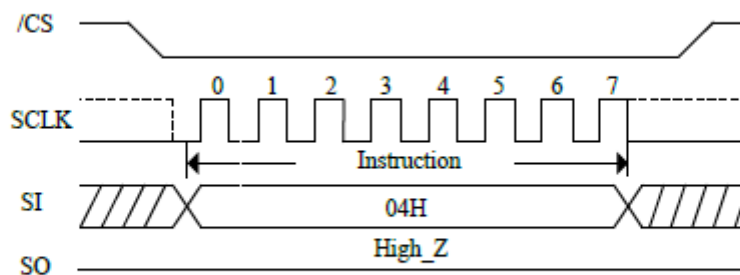 /CS
0 1 2 3 4 5 6 7
SCLK
Instruction
SI
04H
High_Z
SO